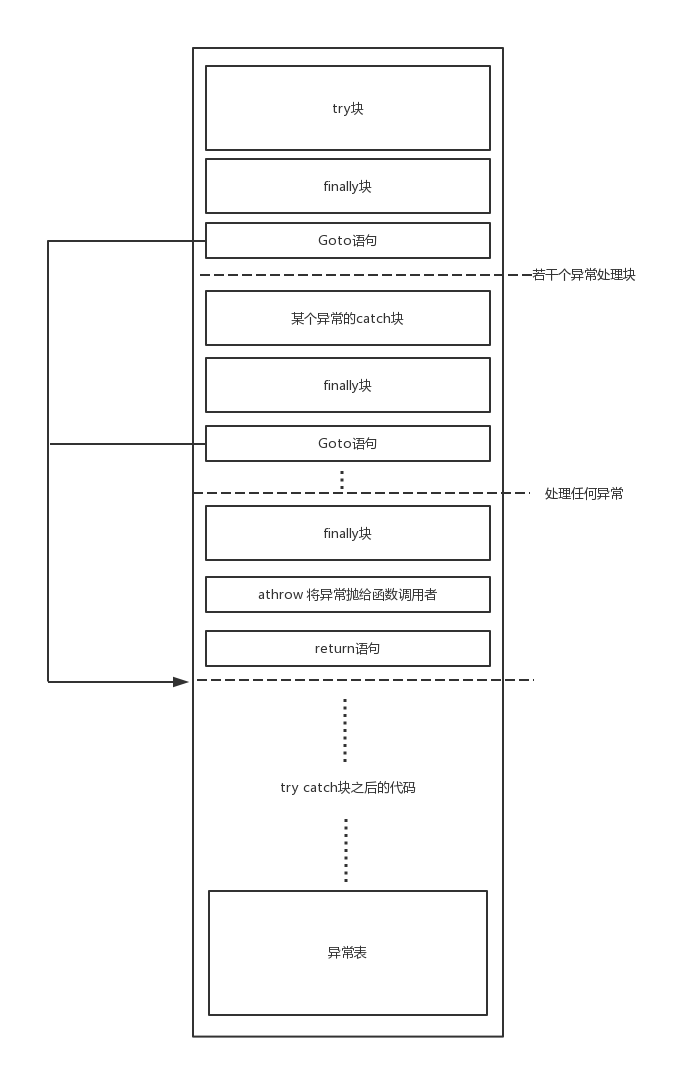 try块
finally块
Goto语句
若干个异常处理块
某个异常的catch块
finally块
Goto语句
处理任何异常
finally块
athrow 将异常抛给函数调用者
return语句
try catch块之后的代码
异常表